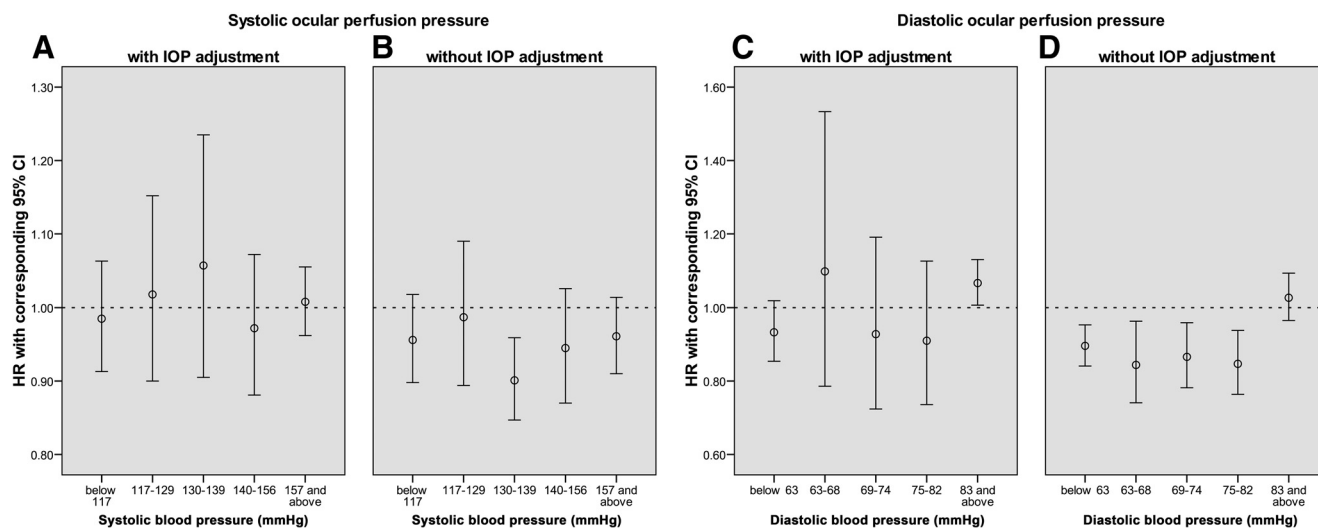 Systolic ocular perfusion pressure
Diastolic ocular perfusion pressure
A
B
C
D
with IOP adjustment
without IOP adjustment
with IOP adjustment
without IOP adjustment
HR with corresponding 95% CI
1.30
1.20
1.10
1.00
0.90
0.80
below 117
117-129
130-139
140-156
157 and above
Systolic blood pressure (mmHg)
below 117
117-129
130-139
140-156
157 and above
Systolic blood pressure (mmHg)
HR with corresponding 95% CI
1.60
1.40
1.20
1.00
0.80
0.60
below 63
63-68
69-74
75-82
83 and above
Diastolic blood pressure (mmHg)
below 63
63-68
69-74
75-82
83 and above
Diastolic blood pressure (mmHg)